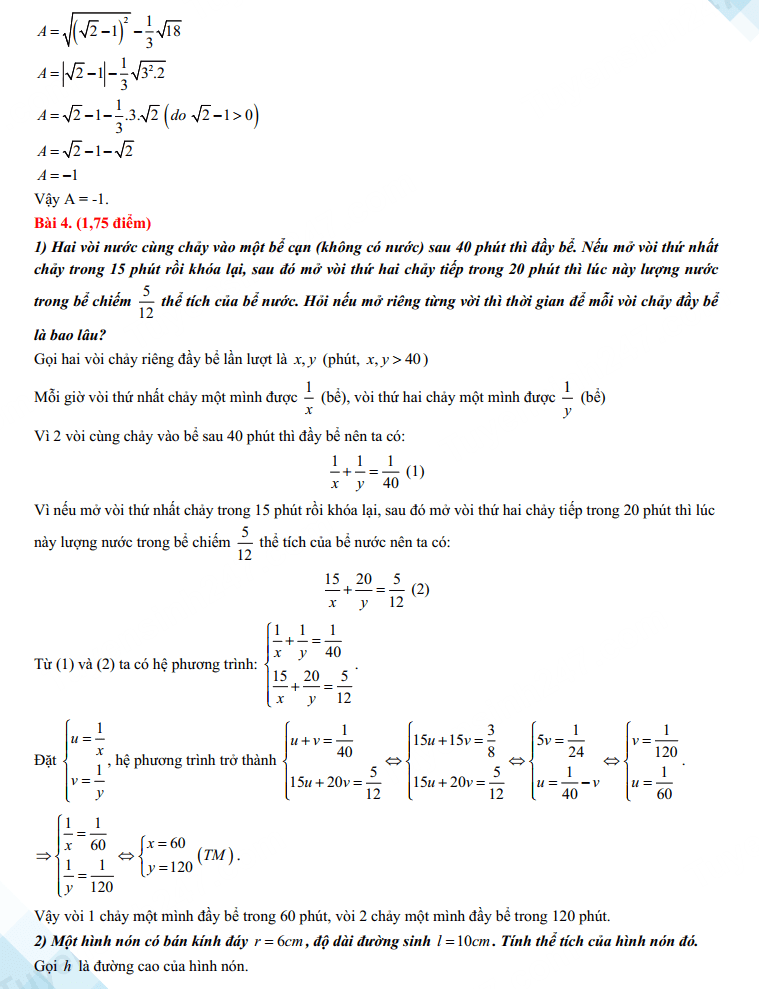 A = √((√2 − 1)²) − 1/3 √18
A = |√2 − 1| − 1/3 √(3².2)
A = √2 − 1 − 1/3 .3.√2 (do √2 − 1 > 0)
A = √2 − 1 − √2
A = −1
Vậy A = -1.
Bài 4. (1,75 điểm)
1) Hai vòi nước cùng chảy vào một bể cạn (không có nước) sau 40 phút thì đầy bể. Nếu mở vòi thứ nhất
chảy trong 15 phút rồi khóa lại, sau đó mở vòi thứ hai chảy tiếp trong 20 phút thì lúc này lượng nước
trong bể chiếm 5/12 thể tích của bể nước. Hỏi nếu mở riêng từng vời thì thời gian để mỗi vòi chảy đầy bể
là bao lâu?
Gọi hai vòi chảy riêng đầy bể lần lượt là x, y (phút, x, y > 40)
Mỗi giờ vòi thứ nhất chảy một mình được 1/x (bể), vòi thứ hai chảy một mình được 1/y (bể)
Vì 2 vòi cùng chảy vào bể sau 40 phút thì đầy bể nên ta có:
1/x + 1/y = 1/40 (1)
Vì nếu mở vòi thứ nhất chảy trong 15 phút rồi khóa lại, sau đó mở vòi thứ hai chảy tiếp trong 20 phút thì lúc
này lượng nước trong bể chiếm 5/12 thể tích của bể nước nên ta có:
15/x + 20/y = 5/12 (2)
Từ (1) và (2) ta có hệ phương trình: { 1/x + 1/y = 1/40 ; 15/x + 20/y = 5/12 .
Đặt { u = 1/x ; v = 1/y , hệ phương trình trở thành { u + v = 1/40 ; 15u + 20v = 5/12 ⇔ { 15u + 15v = 3/8 ; 15u + 20v = 5/12 ⇔ { 5v = 1/24 ; u = 1/40 − v ⇔ { v = 1/120 ; u = 1/60 .
⇒ { 1/x = 1/60 ; 1/y = 1/120 ⇔ { x = 60 ; y = 120 (TM).
Vậy vòi 1 chảy một mình đầy bể trong 60 phút, vòi 2 chảy một mình đầy bể trong 120 phút.
2) Một hình nón có bán kính đáy r = 6cm, độ dài đường sinh l = 10cm. Tính thể tích của hình nón đó.
Gọi h là đường cao của hình nón.